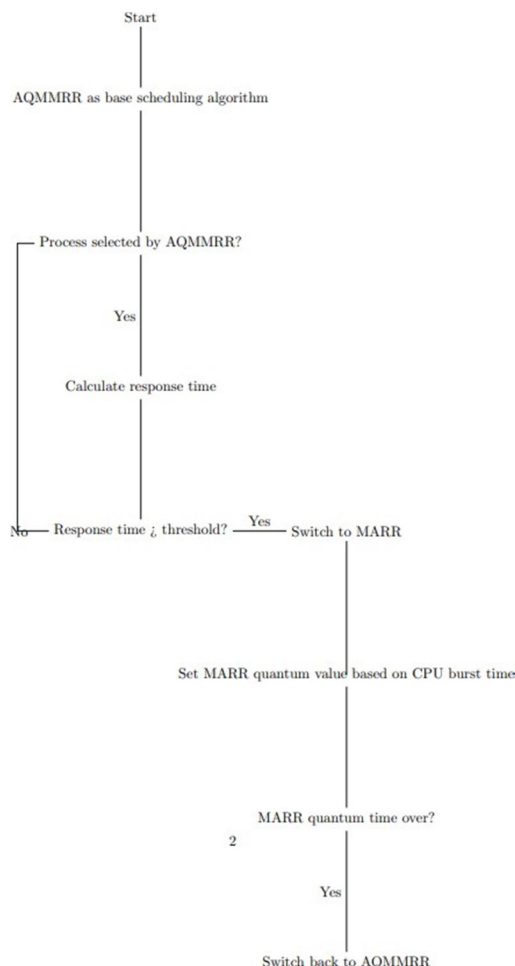 Start
AQMMRR as base scheduling algorithm
Process selected by AQMMRR?
Yes
Calculate response time
No
Response time ¿ threshold?
Yes
Switch to MARR
Set MARR quantum value based on CPU burst time
MARR quantum time over?
2
Yes
Switch back to AQMMRR